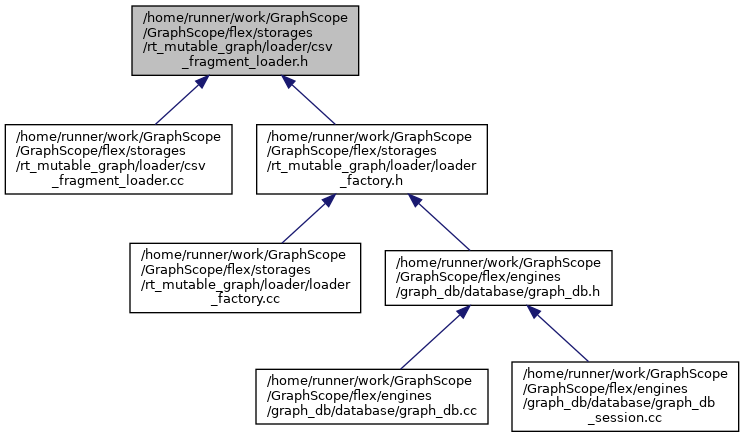 /home/runner/work/GraphScope
/GraphScope/flex/storages
/rt_mutable_graph/loader/csv
_fragment_loader.h
/home/runner/work/GraphScope
/GraphScope/flex/storages
/rt_mutable_graph/loader/csv
_fragment_loader.cc
/home/runner/work/GraphScope
/GraphScope/flex/storages
/rt_mutable_graph/loader/loader
_factory.h
/home/runner/work/GraphScope
/GraphScope/flex/storages
/rt_mutable_graph/loader/loader
_factory.cc
/home/runner/work/GraphScope
/GraphScope/flex/engines
/graph_db/database/graph_db.h
/home/runner/work/GraphScope
/GraphScope/flex/engines
/graph_db/database/graph_db.cc
/home/runner/work/GraphScope
/GraphScope/flex/engines
/graph_db/database/graph_db
_session.cc